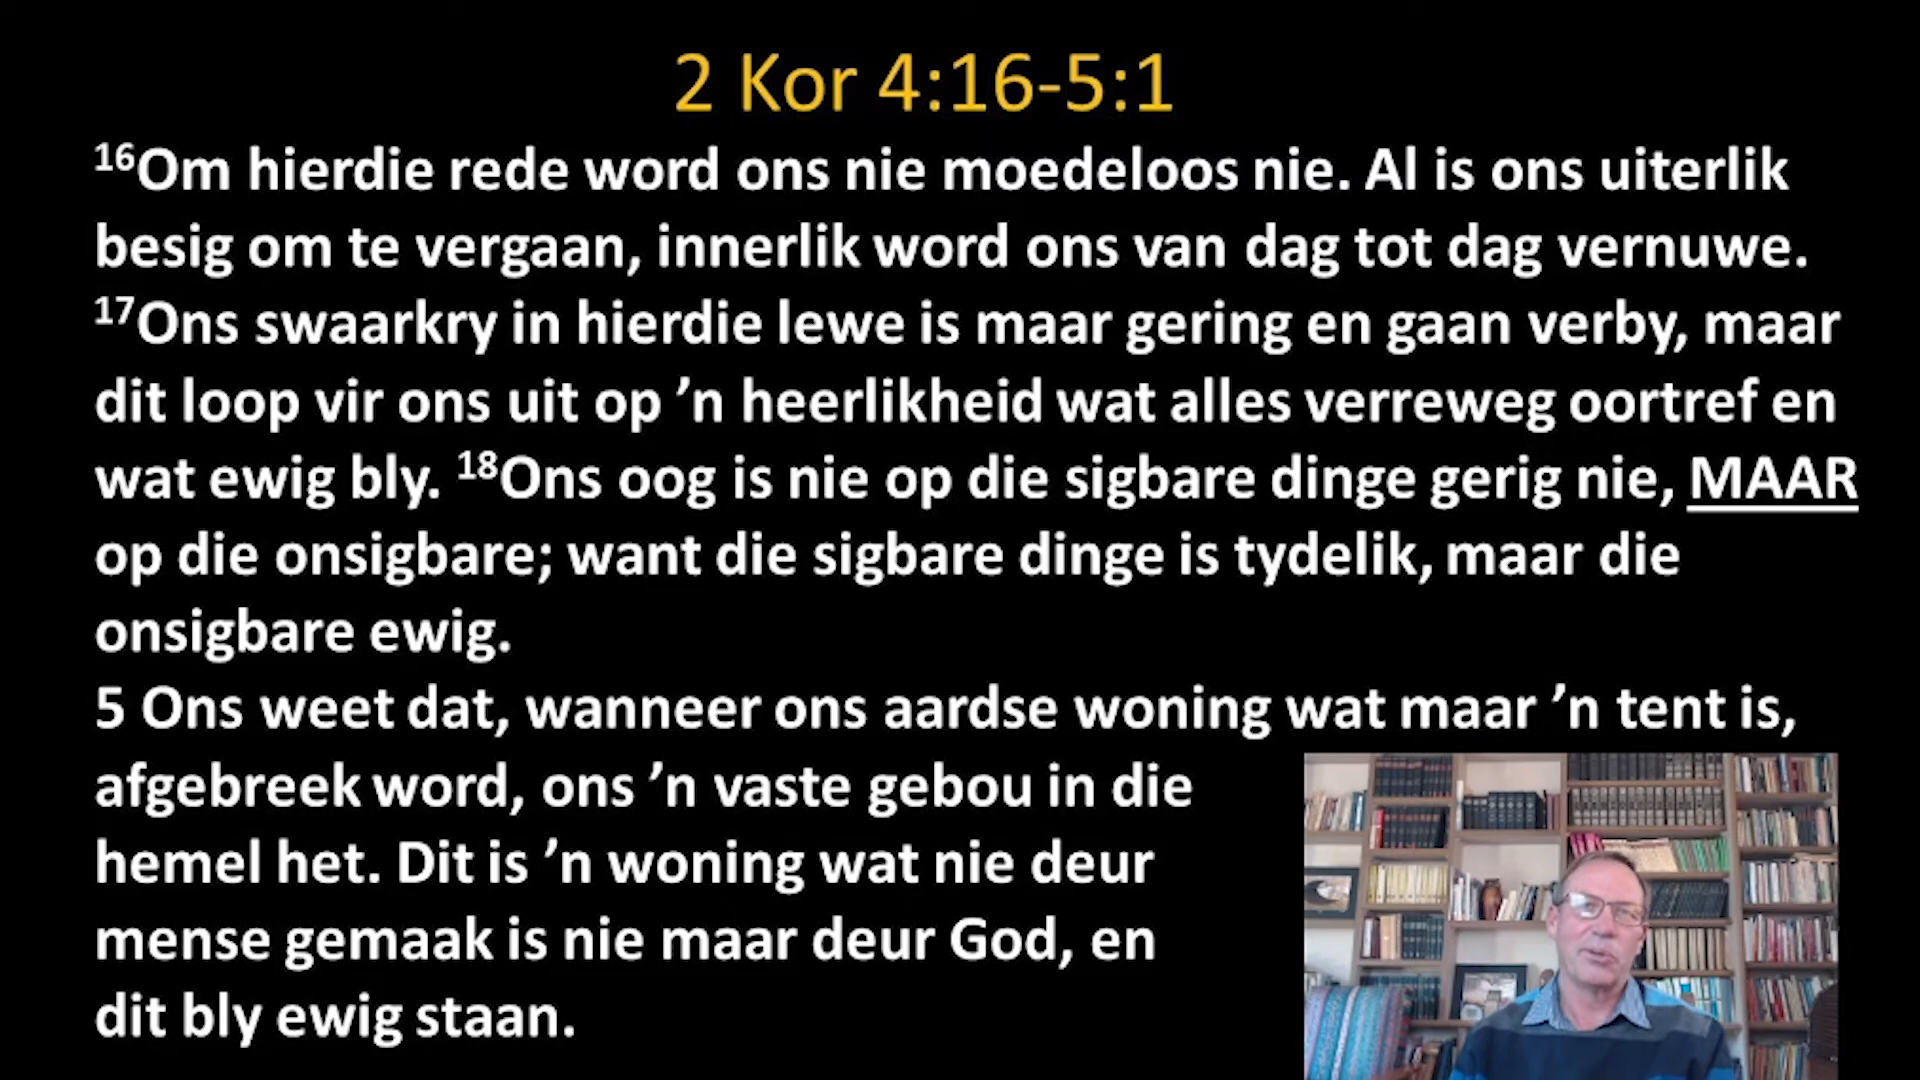 2 Kor 4:16-5:1
¹⁶Om hierdie rede word ons nie moedeloos nie. Al is ons uiterlik
besig om te vergaan, innerlik word ons van dag tot dag vernuwe.
¹⁷Ons swaarkry in hierdie lewe is maar gering en gaan verby, maar
dit loop vir ons uit op ’n heerlikheid wat alles verreweg oortref en
wat ewig bly. ¹⁸Ons oog is nie op die sigbare dinge gerig nie, MAAR
op die onsigbare; want die sigbare dinge is tydelik, maar die
onsigbare ewig.
5 Ons weet dat, wanneer ons aardse woning wat maar ’n tent is,
afgebreek word, ons ’n vaste gebou in die
hemel het. Dit is ’n woning wat nie deur
mense gemaak is nie maar deur God, en
dit bly ewig staan.